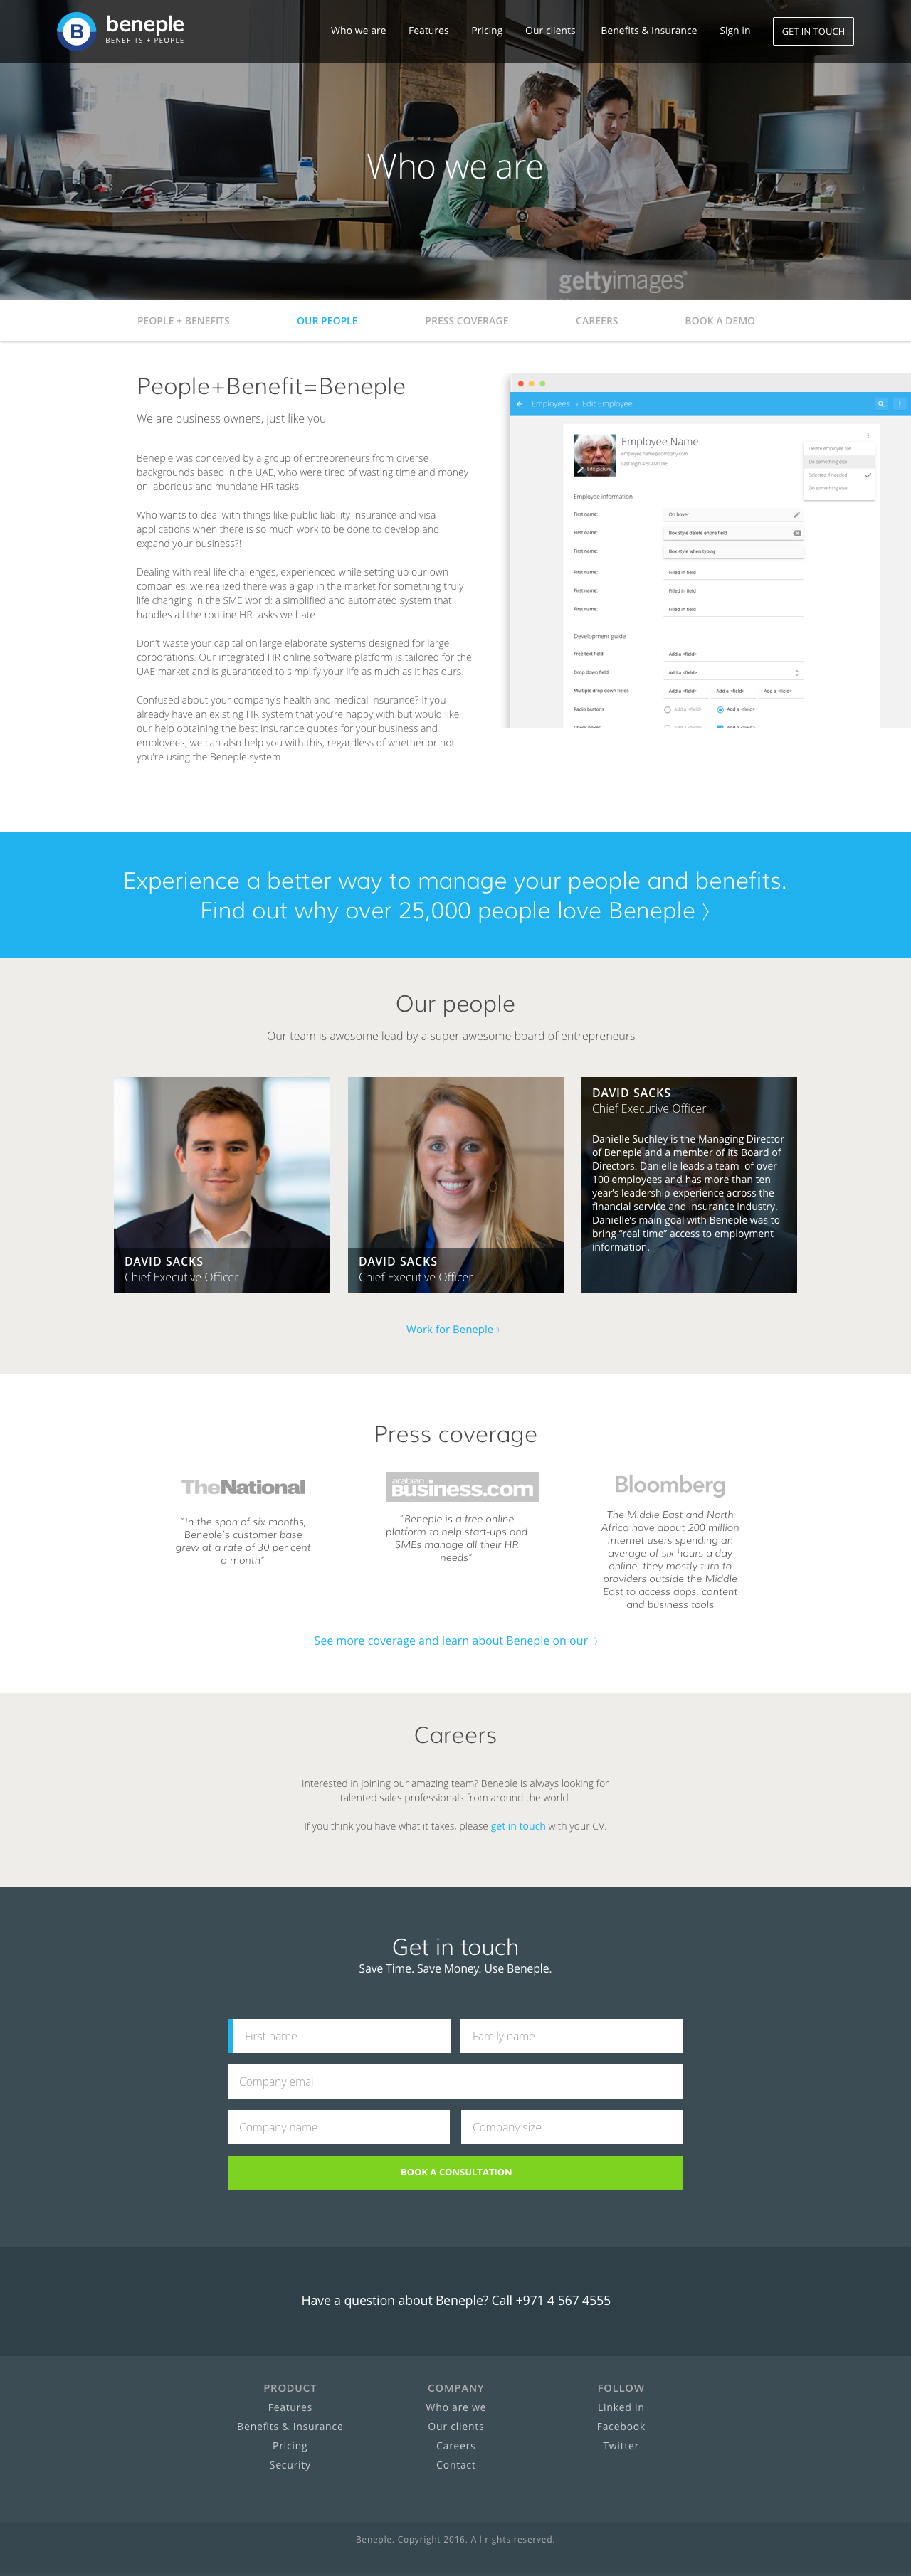 beneple
BENEFITS + PEOPLE
Who we are
Features
Pricing
Our clients
Benefits & Insurance
Sign in
GET IN TOUCH
Who we are
gettyimages®
PEOPLE + BENEFITS
OUR PEOPLE
PRESS COVERAGE
CAREERS
BOOK A DEMO
People+Benefit=Beneple
We are business owners, just like you
Beneple was conceived by a group of entrepreneurs from diverse
backgrounds based in the UAE, who were tired of wasting time and money
on laborious and mundane HR tasks.
Who wants to deal with things like public liability insurance and visa
applications when there is so much work to be done to develop and
expand your business?!
Dealing with real life challenges, experienced while setting up our own
companies, we realized there was a gap in the market for something truly
life changing in the SME world: a simplified and automated system that
handles all the routine HR tasks we hate.
Don't waste your capital on large elaborate systems designed for large
corporations. Our integrated HR online software platform is tailored for the
UAE market and is guaranteed to simplify your life as much as it has ours.
Confused about your company's health and medical insurance? If you
already have an existing HR system that you're happy with but would like
our help obtaining the best insurance quotes for your business and
employees, we can also help you with this, regardless of whether or not
you're using the Beneple system.
Employees › Edit Employee
Employee Name
employee.name@company.com
Last login 4:50AM UAE
Edit picture
Delete employee file
Do something else
Selected if needed
Do something else
Employee information
First name: On hover
First name: Box style delete entire field
First name: Box style when typing
First name: Filled in field
First name: Filled in field
First name: Filled in field
Development guide
Free text field Add a <field>
Drop down field Add a <field>
Multiple drop down fields Add a <field> Add a <field> Add a <field>
Radio buttons Add a <field> Add a <field>
Experience a better way to manage your people and benefits.
Find out why over 25,000 people love Beneple 〉
Our people
Our team is awesome lead by a super awesome board of entrepreneurs
DAVID SACKS
Chief Executive Officer
DAVID SACKS
Chief Executive Officer
DAVID SACKS
Chief Executive Officer
Danielle Suchley is the Managing Director
of Beneple and a member of its Board of
Directors. Danielle leads a team of over
100 employees and has more than ten
year's leadership experience across the
financial service and insurance industry.
Danielle's main goal with Beneple was to
bring "real time" access to employment
information.
Work for Beneple 〉
Press coverage
TheNational
"In the span of six months,
Beneple's customer base
grew at a rate of 30 per cent
a month"
arabian
Business.com
"Beneple is a free online
platform to help start-ups and
SMEs manage all their HR
needs"
Bloomberg
The Middle East and North
Africa have about 200 million
Internet users spending an
average of six hours a day
online, they mostly turn to
providers outside the Middle
East to access apps, content
and business tools
See more coverage and learn about Beneple on our 〉
Careers
Interested in joining our amazing team? Beneple is always looking for
talented sales professionals from around the world.
If you think you have what it takes, please get in touch with your CV.
Get in touch
Save Time. Save Money. Use Beneple.
First name
Family name
Company email
Company name
Company size
BOOK A CONSULTATION
Have a question about Beneple? Call +971 4 567 4555
PRODUCT
Features
Benefits & Insurance
Pricing
Security
COMPANY
Who are we
Our clients
Careers
Contact
FOLLOW
Linked in
Facebook
Twitter
Beneple. Copyright 2016. All rights reserved.